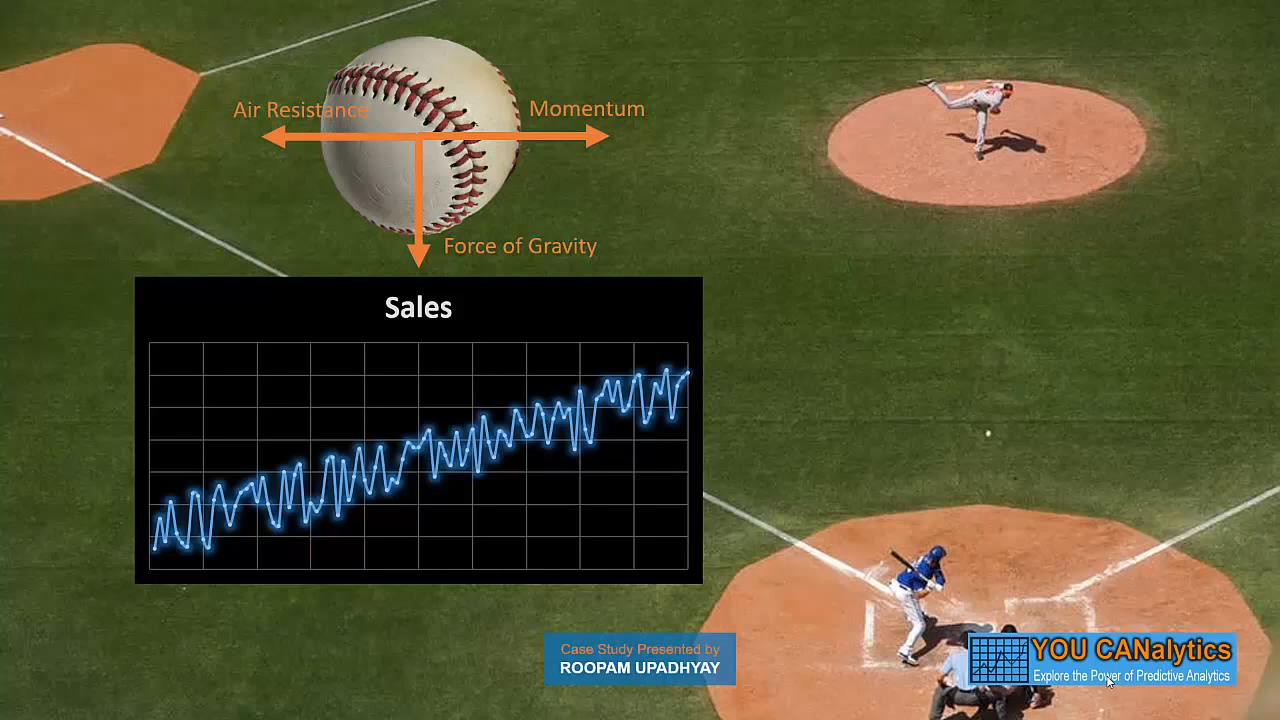 Air Resistance
Momentum
Force of Gravity
Sales
Case Study Presented by
ROOPAM UPADHYAY
YOU CANalytics
Explore the Power of Predictive Analytics